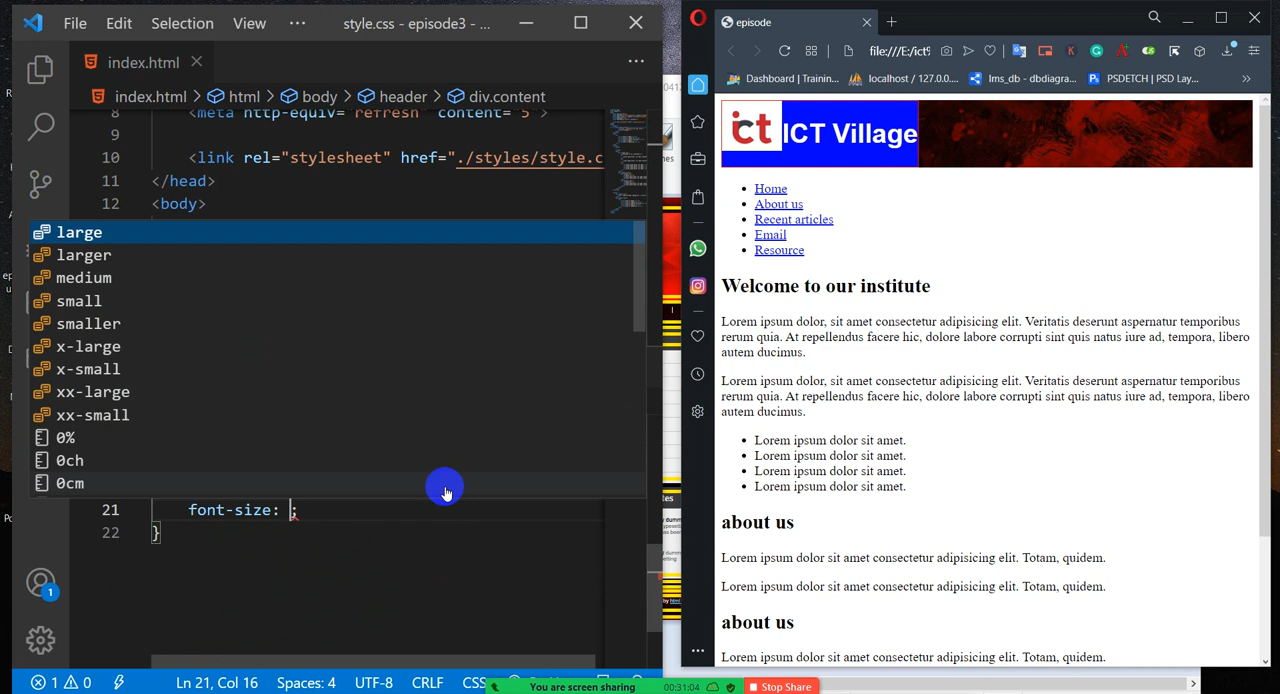 File Edit Selection View ··· style.css - episode3 - ...
index.html
index.html > html > body > header > div.content
8 <meta http-equiv="refresh" content="5">
9
10 <link rel="stylesheet" href="./styles/style.c
11 </head>
12 <body>
large
larger
medium
small
smaller
x-large
x-small
xx-large
xx-small
0%
0ch
0cm
21 font-size: ;
22 }
1
1 0 Ln 21, Col 16 Spaces: 4 UTF-8 CRLF CSS
You are screen sharing 00:31:04 Stop Share
episode
file:///E:/ict
Dashboard | Trainin... localhost / 127.0.0.... lms_db - dbdiagra... PSDETCH | PSD Lay...
ict ICT Village
• Home
• About us
• Recent articles
• Email
• Resource
Welcome to our institute
Lorem ipsum dolor, sit amet consectetur adipisicing elit. Veritatis deserunt aspernatur temporibus
rerum quia. At repellendus facere hic, dolore labore corrupti sint quis natus iure ad, tempora, libero
autem ducimus.
Lorem ipsum dolor, sit amet consectetur adipisicing elit. Veritatis deserunt aspernatur temporibus
rerum quia. At repellendus facere hic, dolore labore corrupti sint quis natus iure ad, tempora, libero
autem ducimus.
• Lorem ipsum dolor sit amet.
• Lorem ipsum dolor sit amet.
• Lorem ipsum dolor sit amet.
• Lorem ipsum dolor sit amet.
about us
Lorem ipsum dolor sit amet consectetur adipisicing elit. Totam, quidem.
Lorem ipsum dolor sit amet consectetur adipisicing elit. Totam, quidem.
about us
Lorem ipsum dolor sit amet consectetur adipisicing elit. Totam, quidem.